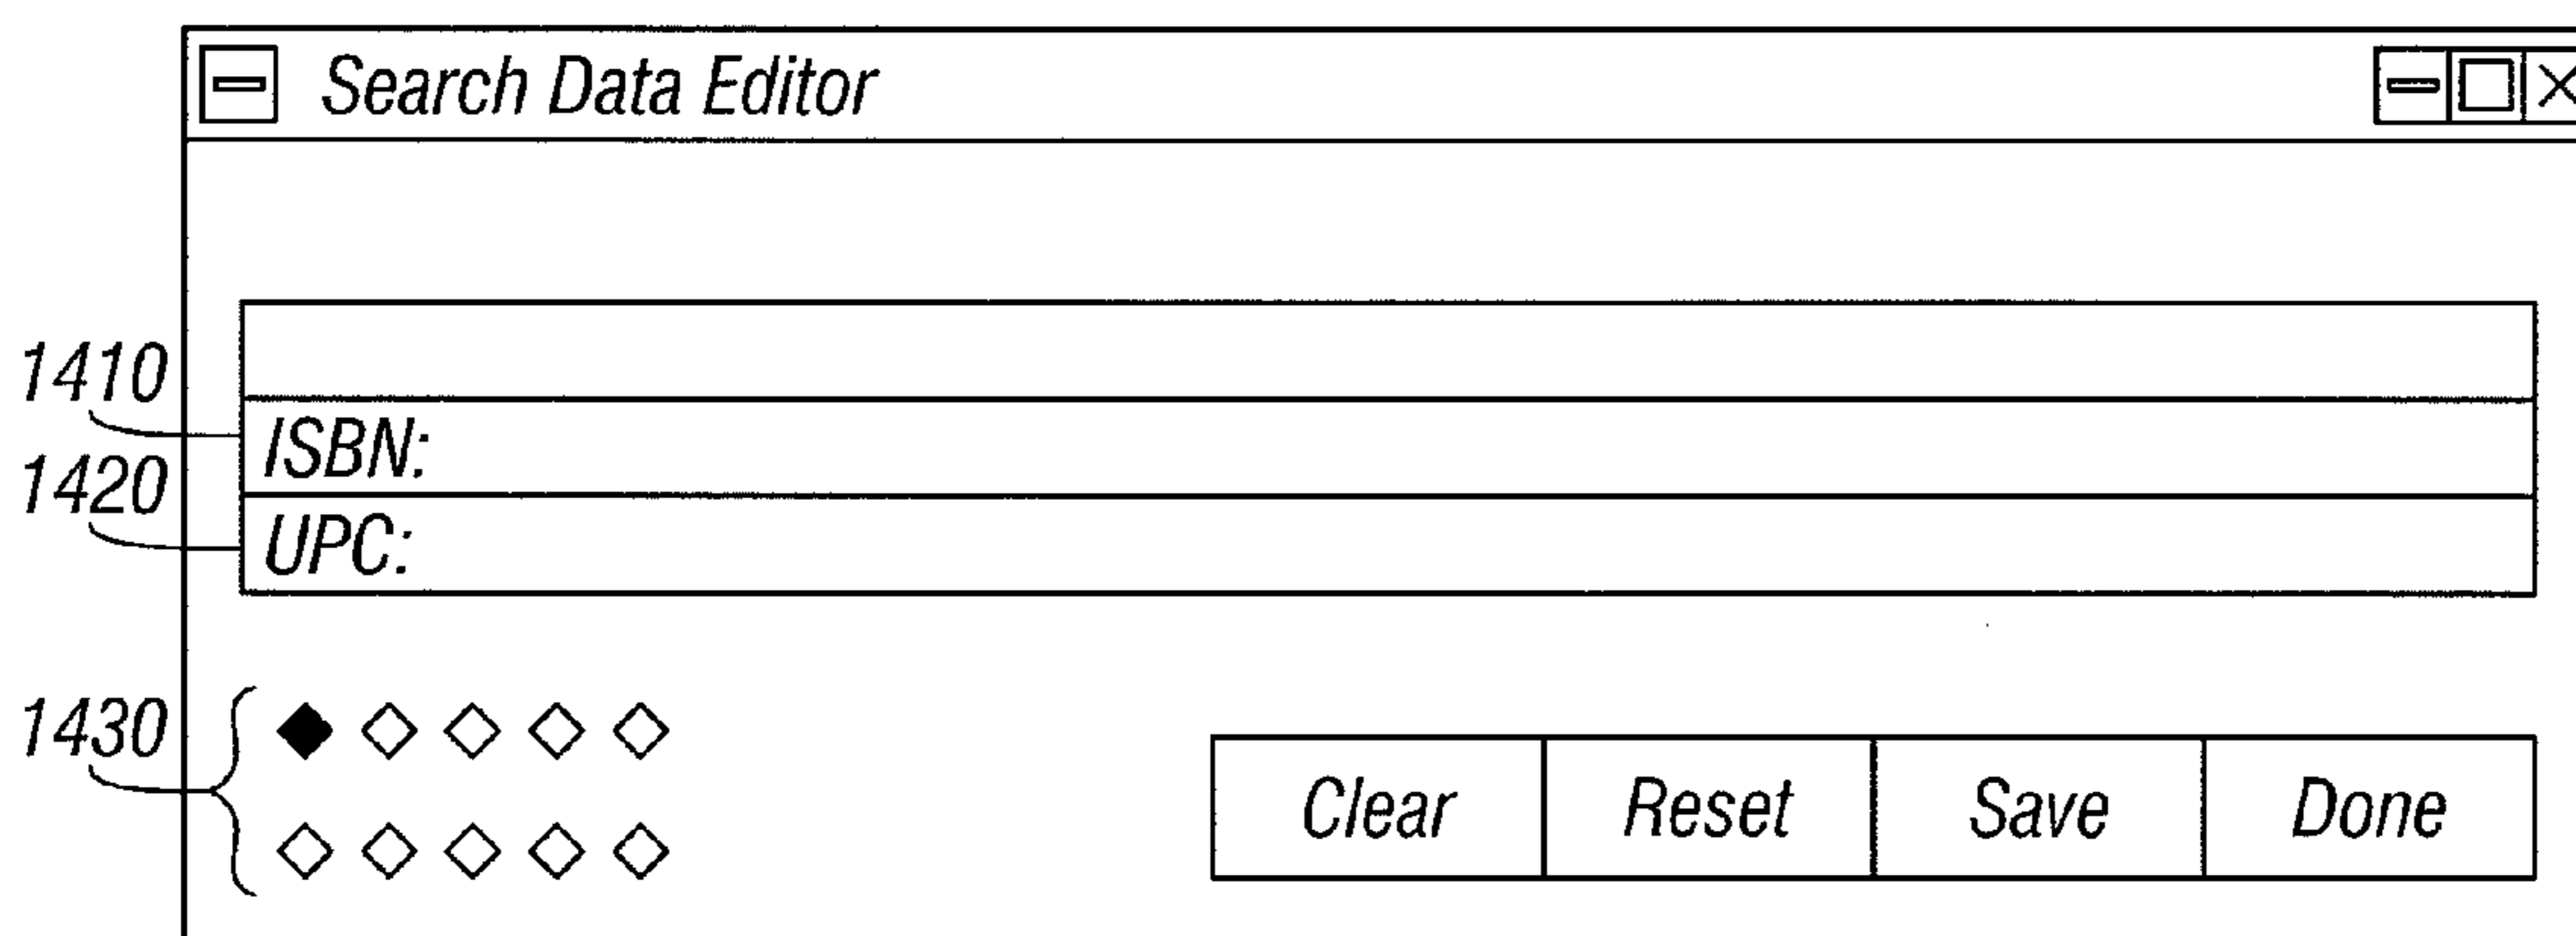 Search Data Editor
1410
ISBN:
1420
UPC:
1430
Clear Reset Save Done